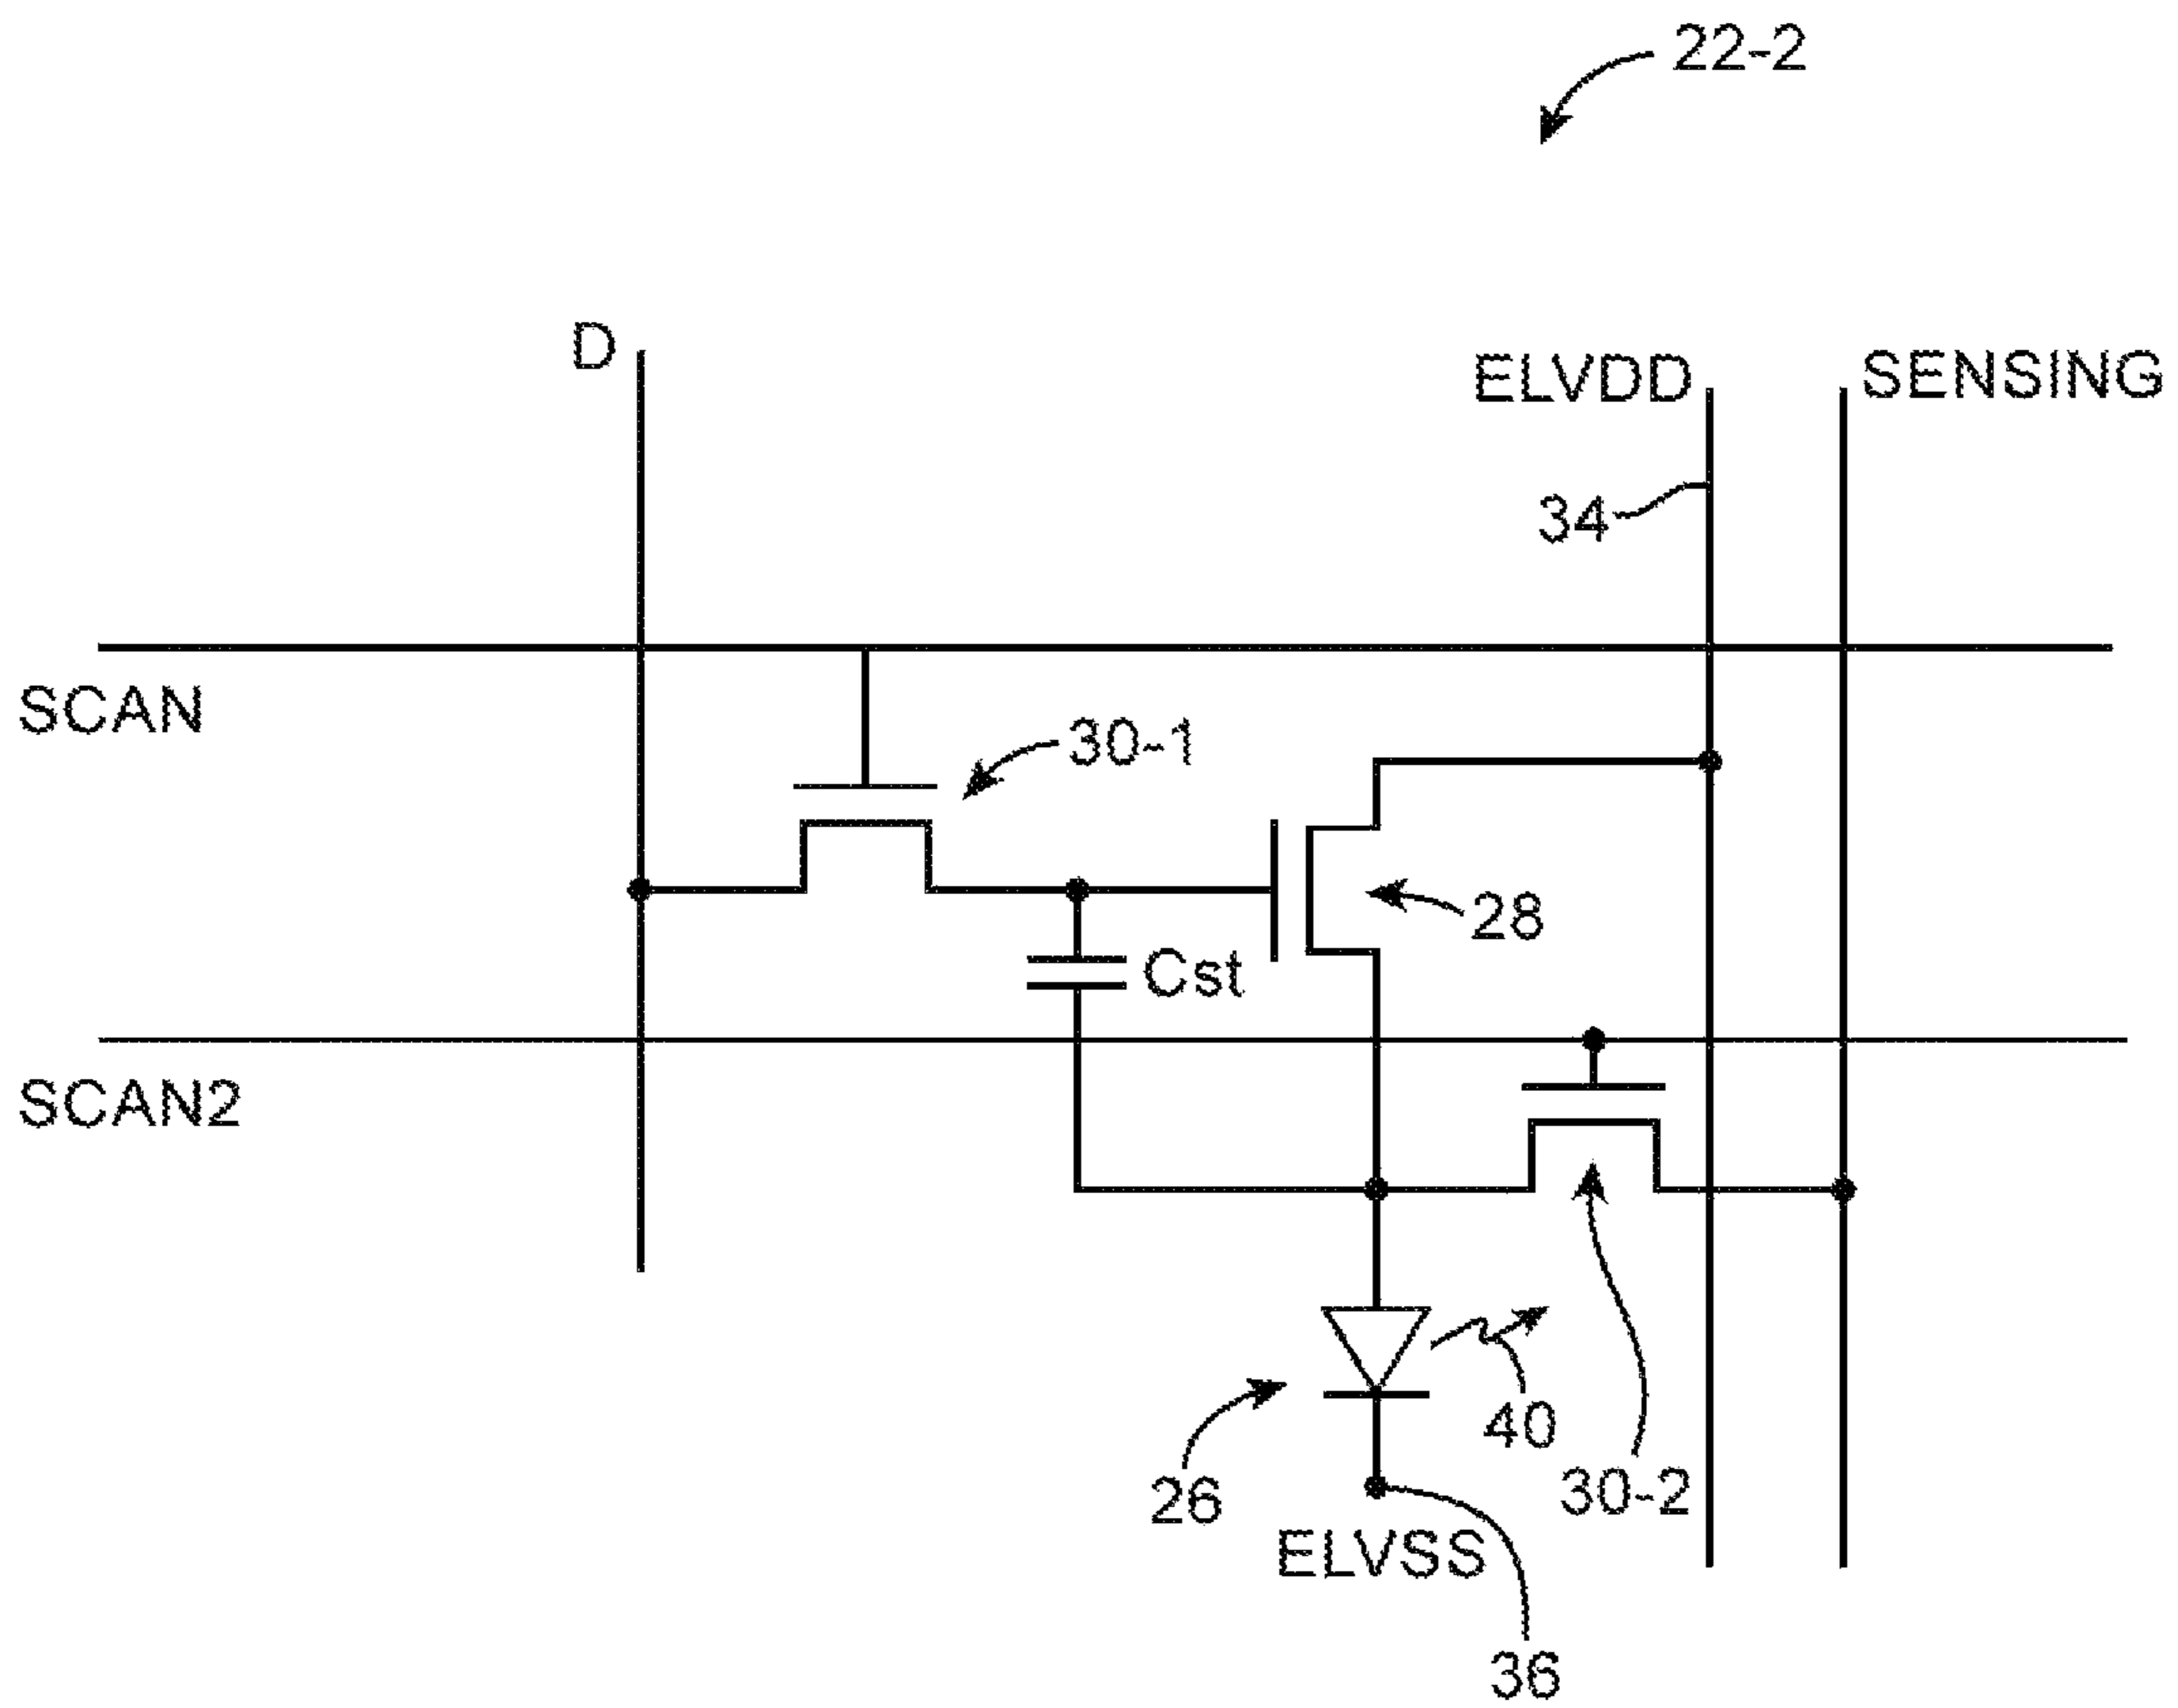 22-2
D
ELVDD
SENSING
34
SCAN
30-1
28
Cst
SCAN2
40
26
30-2
ELVSS
36